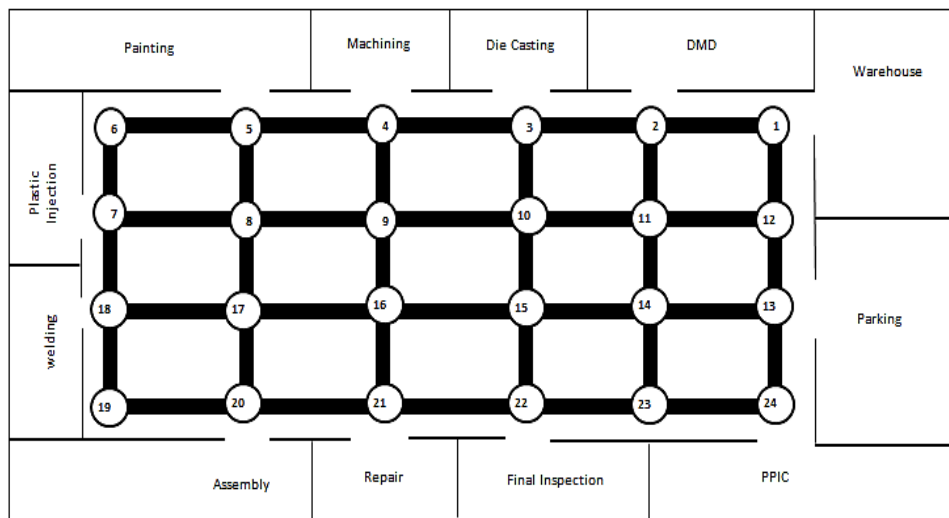 Painting
Machining
Die Casting
DMD
Warehouse
6
5
4
3
2
1
Plastic
Injection
7
8
9
10
11
12
welding
18
17
16
15
14
13
Parking
19
20
21
22
23
24
Assembly
Repair
Final Inspection
PPIC